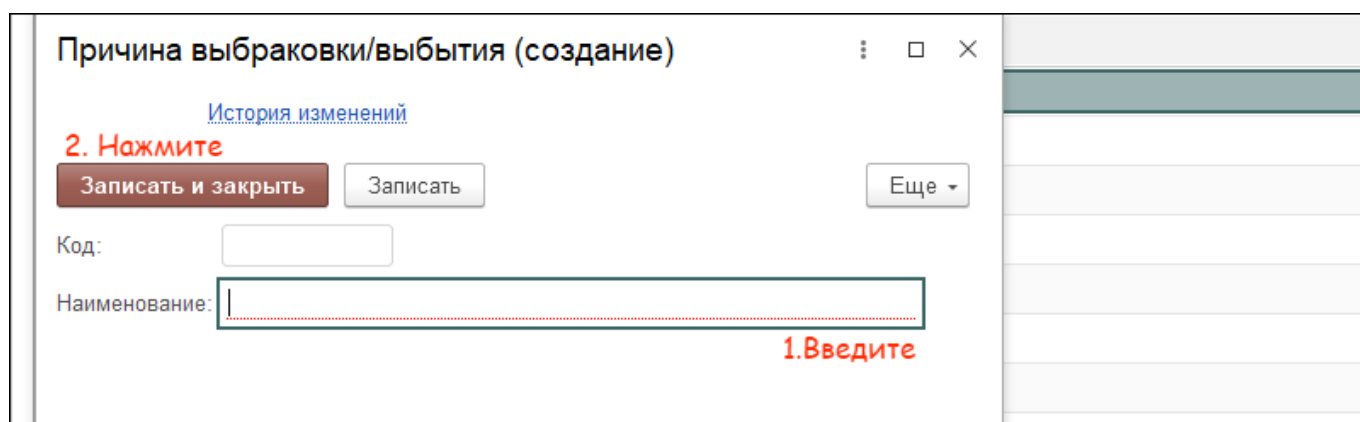 Причина выбраковки/выбытия (создание)
История изменений
2. Нажмите
Записать и закрыть Записать Еще
Код:
Наименование:
1.Введите